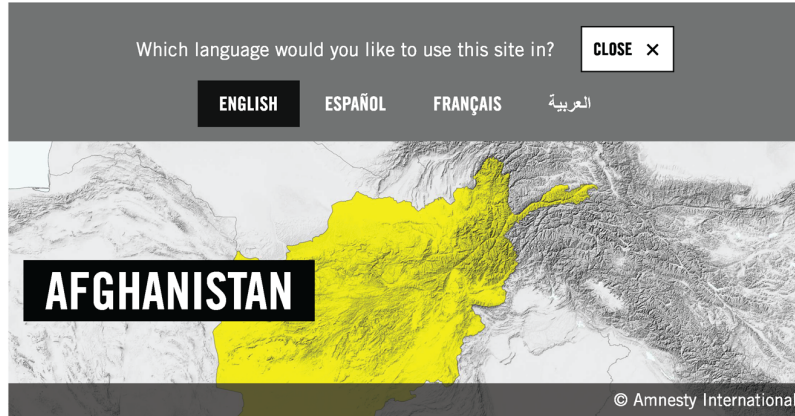 Which language would you like to use this site in? CLOSE ×
ENGLISH ESPAÑOL FRANÇAIS العربية
AFGHANISTAN
© Amnesty International